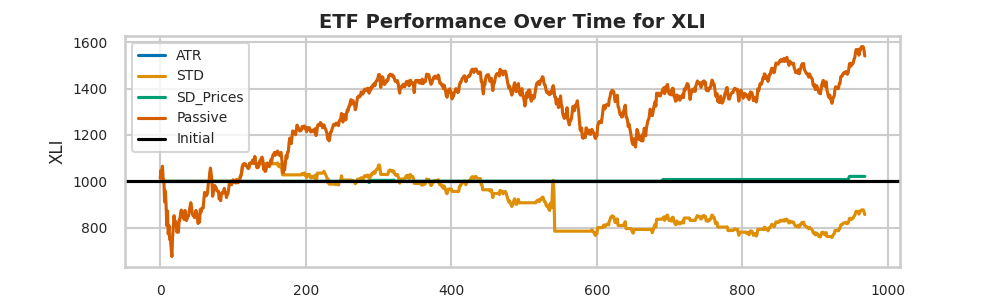 ETF Performance Over Time for XLI
1600
1400
1200
1000
800
XLI
ATR
STD
SD_Prices
Passive
Initial
0 200 400 600 800 1000